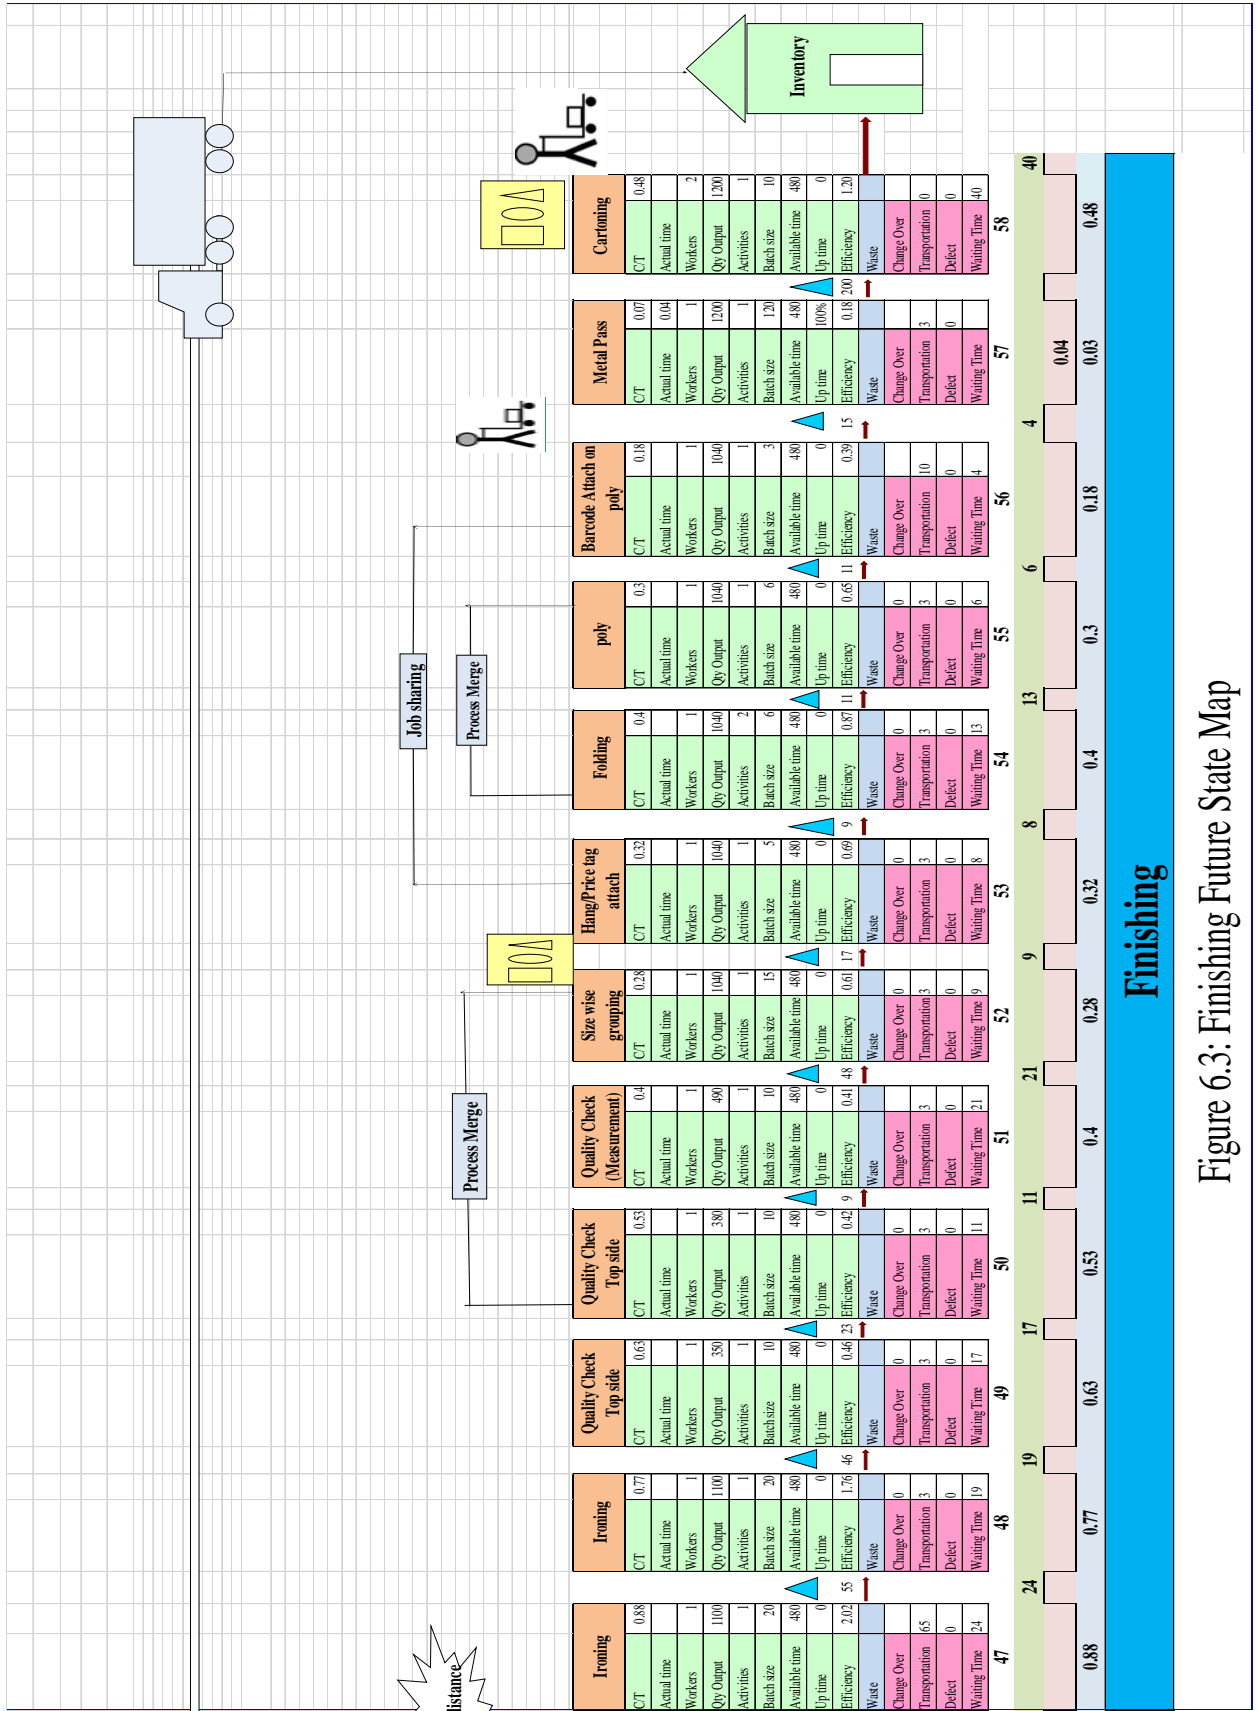 distance
Process Merge
Job sharing
Process Merge
Inventory
Ironing
C/T 0.88
Actual time
Workers 1
Qty Output 1100
Activities 1
Batch size 20
Available time 480
Up time 0
Efficiency 2.02
Waste
Change Over
Transportation 65
Defect 0
Waiting Time 24
47
55
Ironing
C/T 0.77
Actual time
Workers 1
Qty Output 1100
Activities 1
Batch size 20
Available time 480
Up time 0
Efficiency 1.76
Waste
Change Over 0
Transportation 3
Defect 0
Waiting Time 19
48
46
Quality Check
Top side
C/T 0.63
Actual time
Workers 1
Qty Output 350
Activities 1
Batch size 10
Available time 480
Up time 0
Efficiency 0.46
Waste
Change Over 0
Transportation 3
Defect 0
Waiting Time 17
49
23
Quality Check
Top side
C/T 0.53
Actual time
Workers 1
Qty Output 380
Activities 1
Batch size 10
Available time 480
Up time 0
Efficiency 0.42
Waste
Change Over 0
Transportation 3
Defect 0
Waiting Time 11
50
9
Quality Check
(Measurement)
C/T 0.4
Actual time
Workers 1
Qty Output 490
Activities 1
Batch size 10
Available time 480
Up time 0
Efficiency 0.41
Waste
Change Over
Transportation 3
Defect 0
Waiting Time 21
51
48
Size wise
grouping
C/T 0.28
Actual time
Workers 1
Qty Output 1040
Activities 1
Batch size 15
Available time 480
Up time 0
Efficiency 0.61
Waste
Change Over 0
Transportation 3
Defect 0
Waiting Time 9
52
17
Hang/Price tag
attach
C/T 0.32
Actual time
Workers 1
Qty Output 1040
Activities 1
Batch size 5
Available time 480
Up time 0
Efficiency 0.69
Waste
Change Over 0
Transportation 3
Defect 0
Waiting Time 8
53
9
Folding
C/T 0.4
Actual time
Workers 1
Qty Output 1040
Activities 2
Batch size 6
Available time 480
Up time 0
Efficiency 0.87
Waste
Change Over 0
Transportation 3
Defect 0
Waiting Time 13
54
11
poly
C/T 0.3
Actual time
Workers 1
Qty Output 1040
Activities 1
Batch size 6
Available time 480
Up time 0
Efficiency 0.65
Waste
Change Over 0
Transportation 3
Defect 0
Waiting Time 6
55
11
Barcode Attach on
poly
C/T 0.18
Actual time
Workers 1
Qty Output 1040
Activities 1
Batch size 3
Available time 480
Up time 0
Efficiency 0.39
Waste
Change Over
Transportation 10
Defect 0
Waiting Time 4
56
15
Metal Pass
C/T 0.07
Actual time 0.04
Workers 1
Qty Output 1200
Activities
Batch size 120
Available time 480
Up time 100%
Efficiency 0.18
Waste
Change Over
Transportation 3
Defect 0
Waiting Time
57
200
Cartoning
C/T 0.48
Actual time
Workers 2
Qty Output 1200
Activities 1
Batch size 10
Available time 480
Up time 0
Efficiency 1.20
Waste
Change Over
Transportation 0
Defect 0
Waiting Time 40
58
24 19 17 11 21 9 8 13 6 4 40
0.04
0.88 0.77 0.63 0.53 0.4 0.28 0.32 0.4 0.3 0.18 0.03 0.48
Finishing
Figure 6.3: Finishing Future State Map